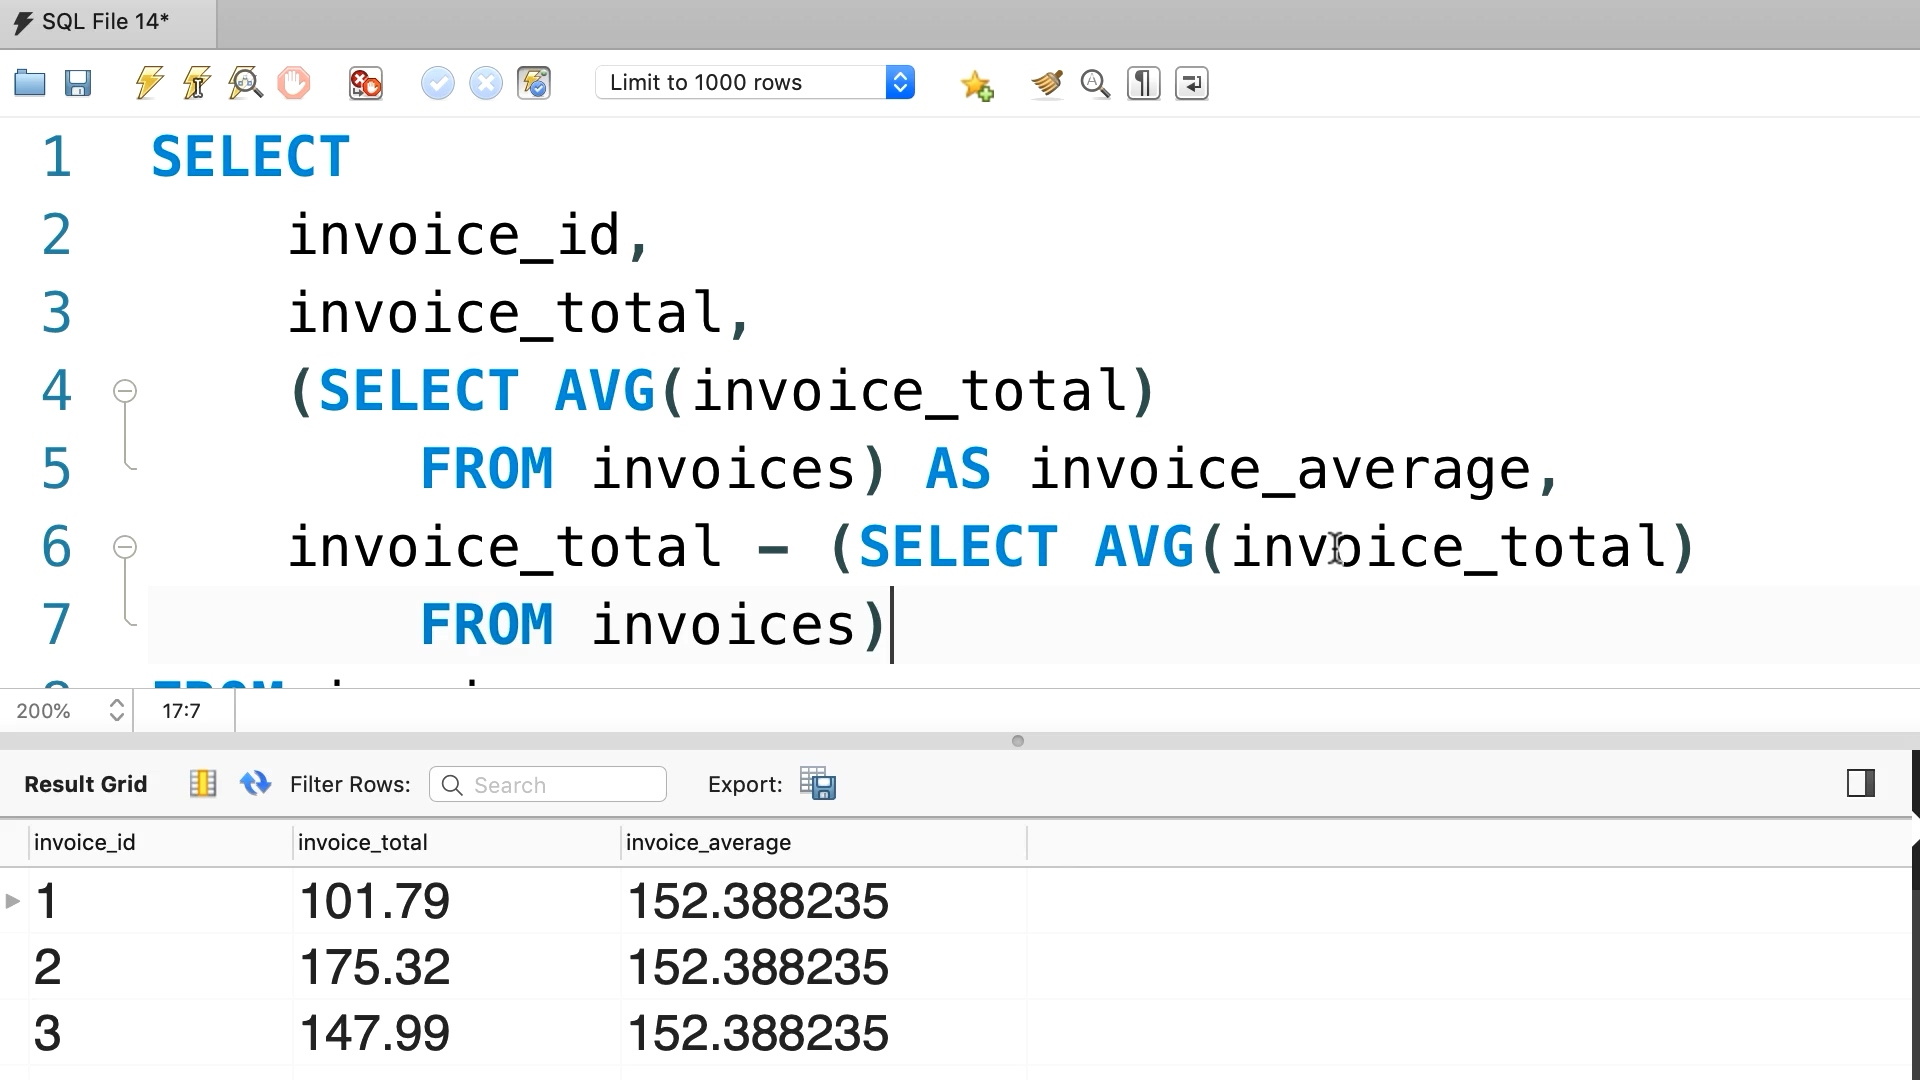 SQL File 14*
Limit to 1000 rows
1 SELECT
2 invoice_id,
3 invoice_total,
4 (SELECT AVG(invoice_total)
5 FROM invoices) AS invoice_average,
6 invoice_total - (SELECT AVG(invoice_total)
7 FROM invoices)
200% 17:7
Result Grid Filter Rows: Search Export:
invoice_id invoice_total invoice_average
1 101.79 152.388235
2 175.32 152.388235
3 147.99 152.388235